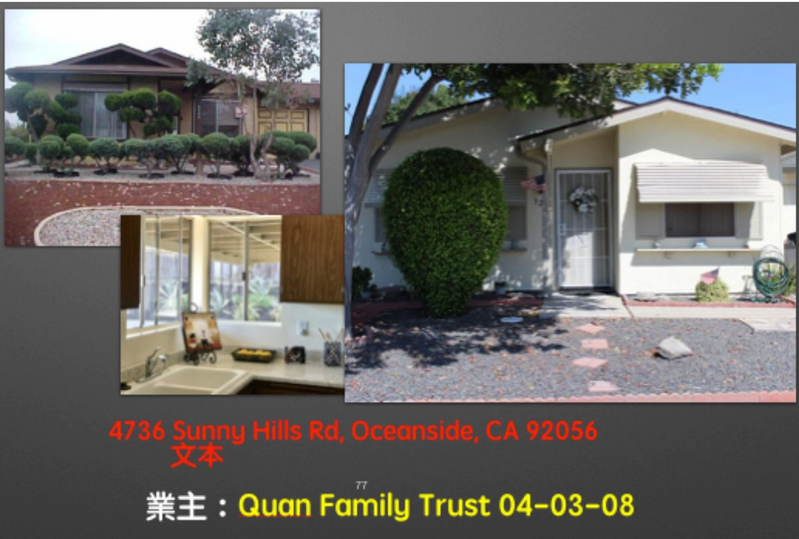 4736 Sunny Hills Rd, Oceanside, CA 92056
文本
77
業主：Quan Family Trust 04-03-08